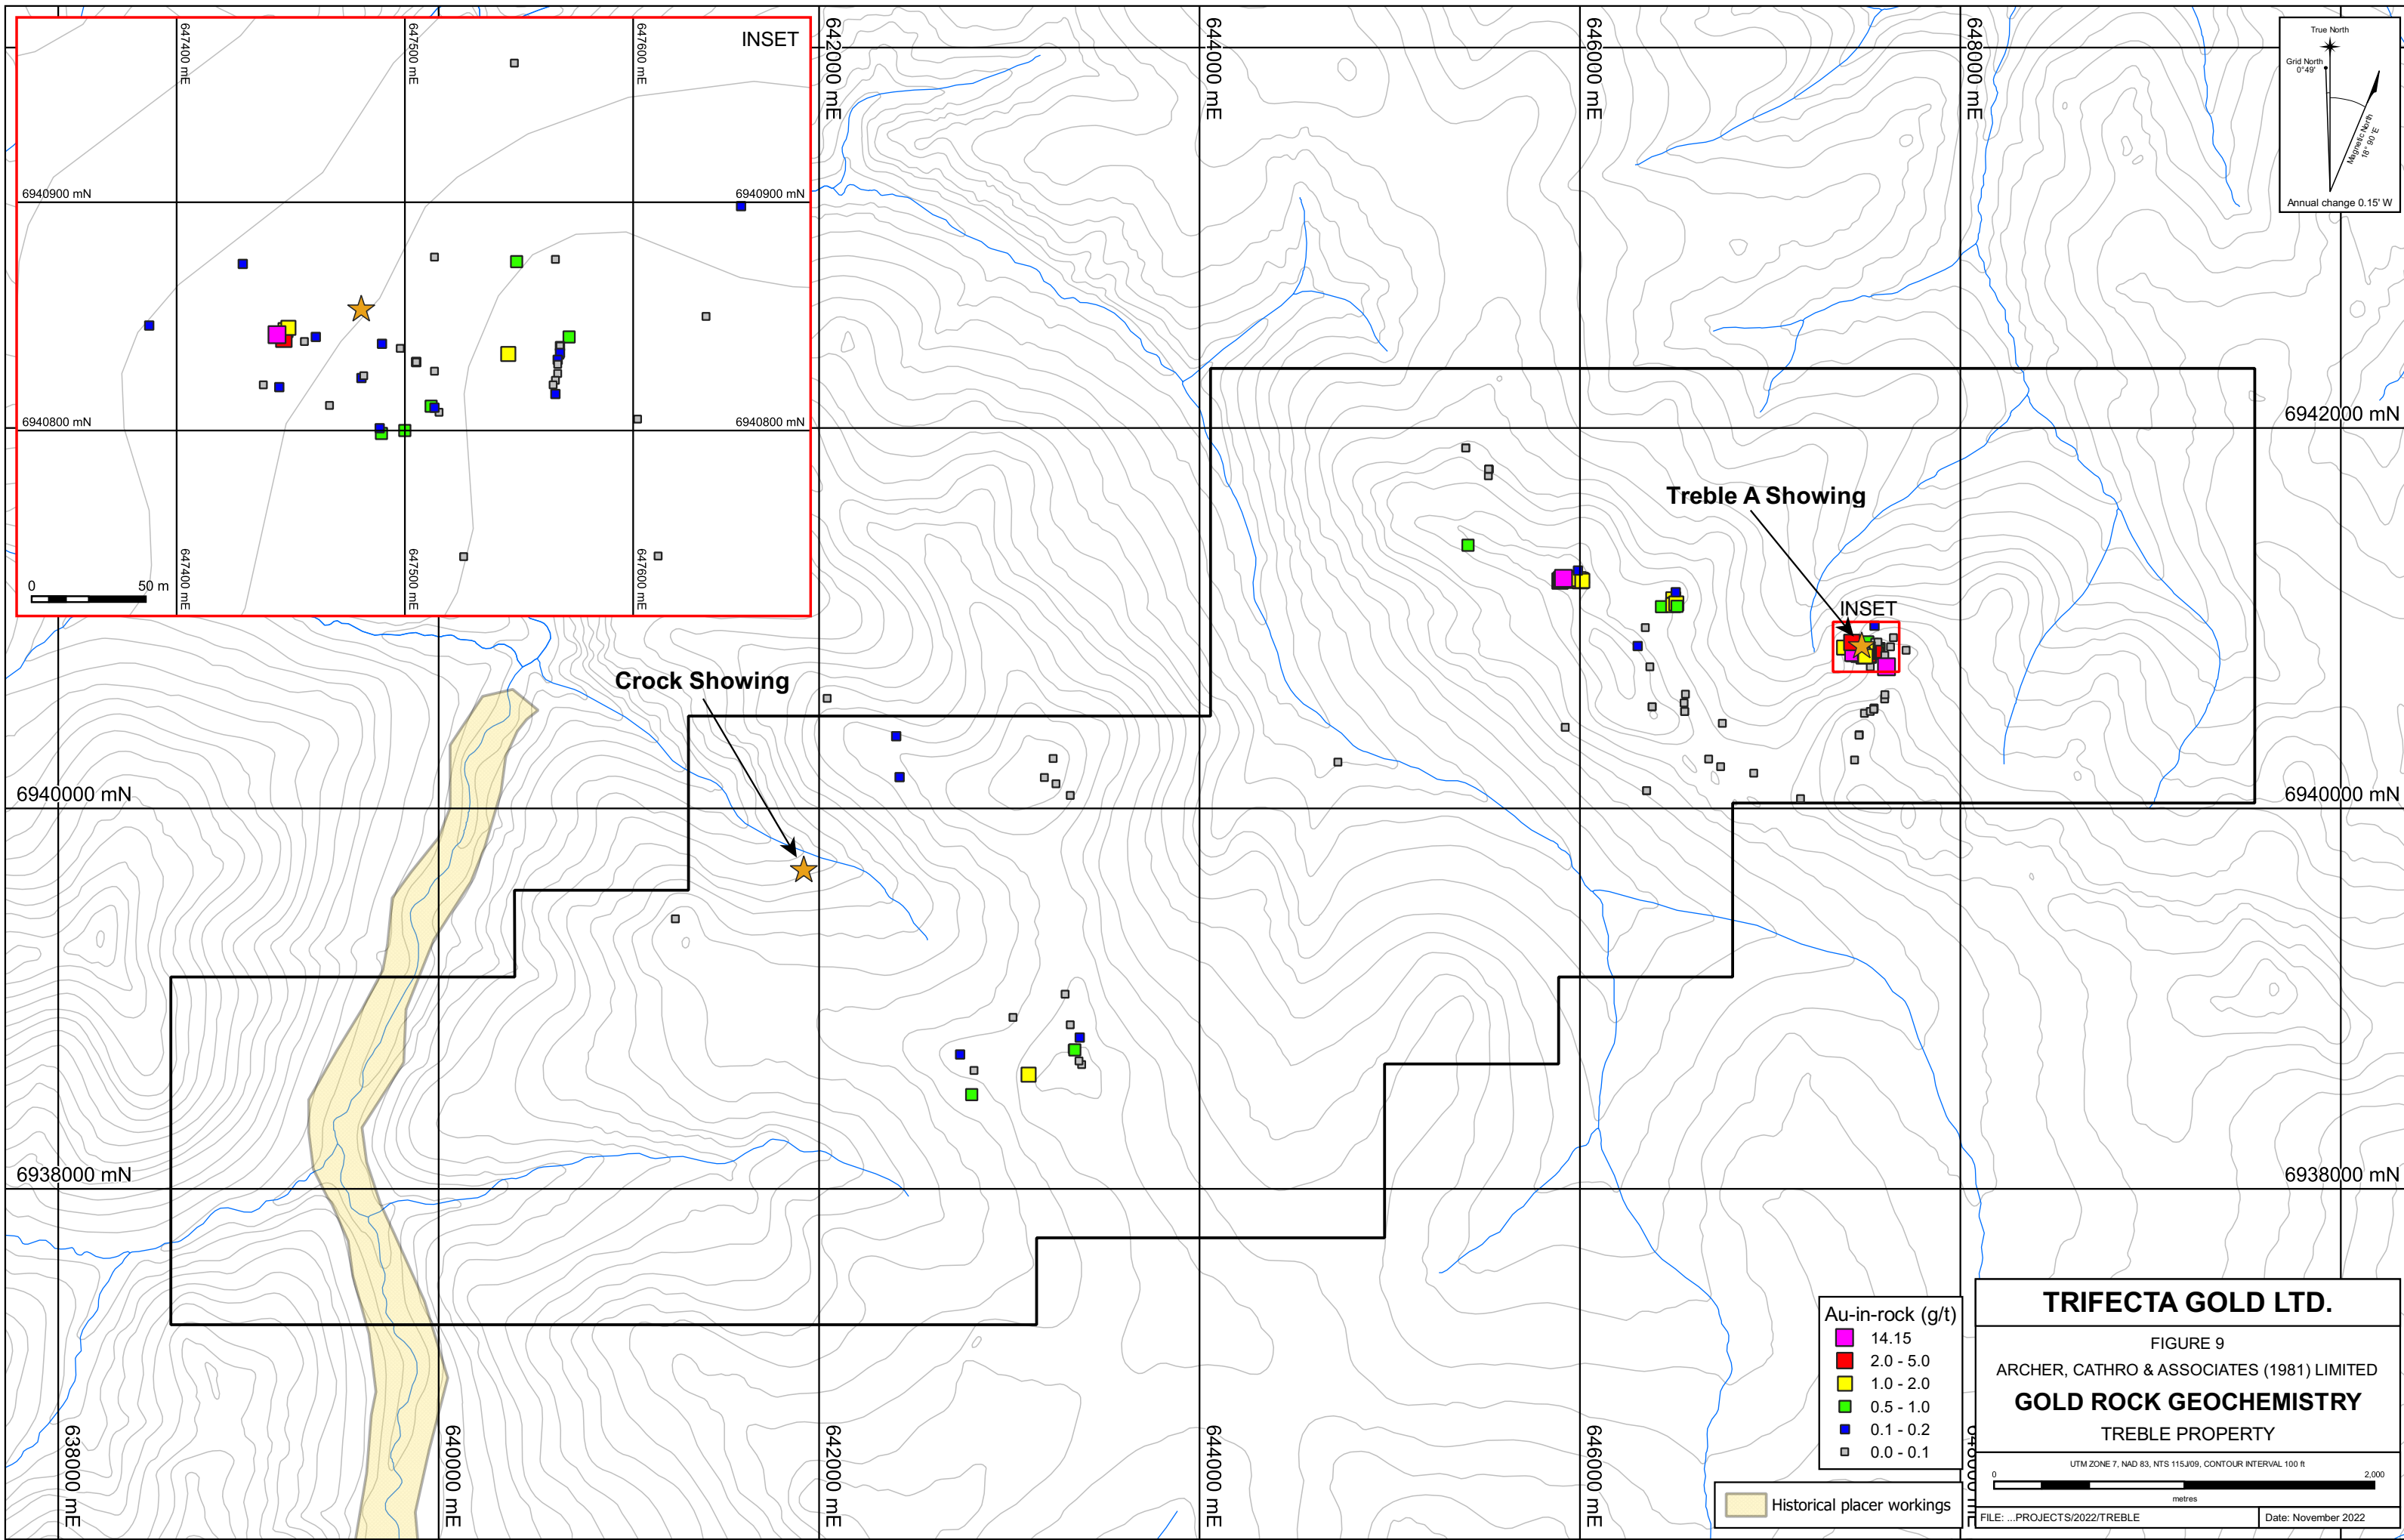 INSET
647400 mE
647500 mE
647600 mE
6940900 mN
6940900 mN
6940800 mN
6940800 mN
647400 mE
647500 mE
647600 mE
0
50 m
642000 mE
644000 mE
646000 mE
648000 mE
True North
Grid North
0°49'
Magnetic North
18° 90 'E
Annual change 0.15' W
6942000 mN
Treble A Showing
INSET
Crock Showing
6940000 mN
6940000 mN
6938000 mN
6938000 mN
638000 mE
640000 mE
642000 mE
644000 mE
646000 mE
Au-in-rock (g/t)
14.15
2.0 - 5.0
1.0 - 2.0
0.5 - 1.0
0.1 - 0.2
0.0 - 0.1
Historical placer workings
TRIFECTA GOLD LTD.
FIGURE 9
ARCHER, CATHRO & ASSOCIATES (1981) LIMITED
GOLD ROCK GEOCHEMISTRY
TREBLE PROPERTY
UTM ZONE 7, NAD 83, NTS 115J/09, CONTOUR INTERVAL 100 ft
0
2,000
metres
FILE: ...PROJECTS/2022/TREBLE
Date: November 2022